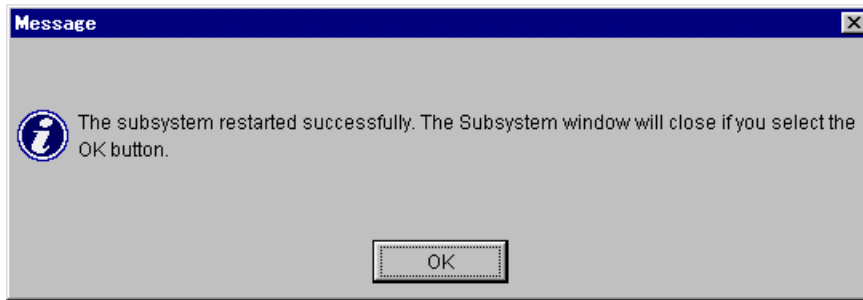 Message
The subsystem restarted successfully. The Subsystem window will close if you select the
OK button.
OK